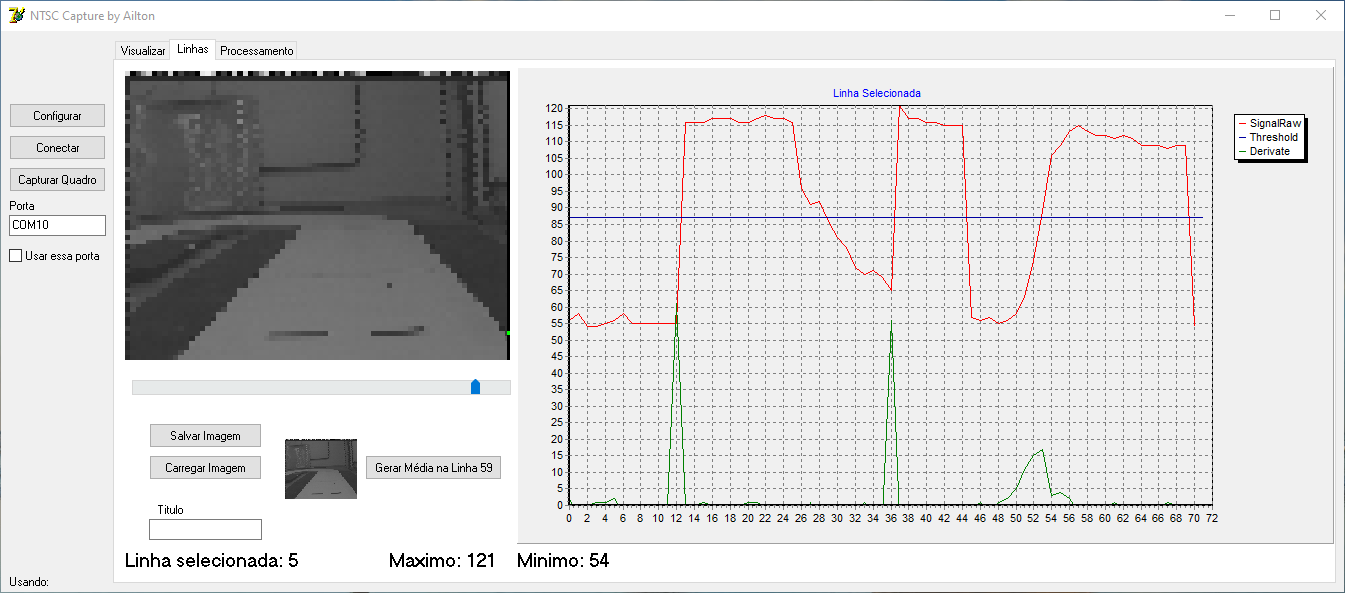 NTSC Capture by Ailton
Visualizar Linhas Processamento
Configurar
Conectar
Capturar Quadro
Porta
COM10
Usar essa porta
Linha Selecionada
120
115
110
105
100
95
90
85
80
75
70
65
60
55
50
45
40
35
30
25
20
15
10
5
0
0 2 4 6 8 10 12 14 16 18 20 22 24 26 28 30 32 34 36 38 40 42 44 46 48 50 52 54 56 58 60 62 64 66 68 70 72
SignalRaw
Threshold
Derivate
Salvar Imagem
Carregar Imagem
Gerar Média na Linha 59
Titulo
Linha selecionada: 5 Maximo: 121 Minimo: 54
Usando: